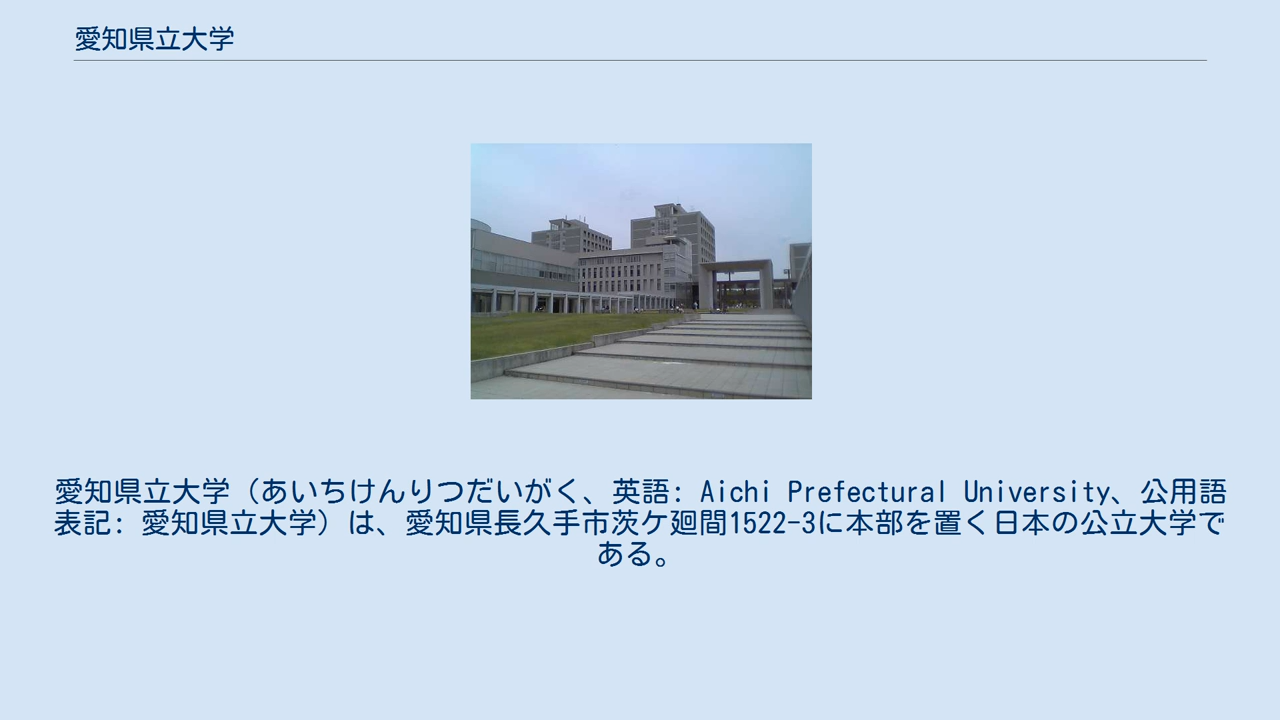 愛知県立大学
愛知県立大学（あいちけんりつだいがく、英語: Aichi Prefectural University、公用語
表記: 愛知県立大学）は、愛知県長久手市茨ケ廻間1522-3に本部を置く日本の公立大学で
ある。